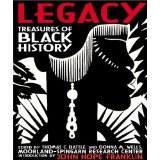 LEGACY
TREASURES OF
BLACK
HISTORY
EDITED BY THOMAS C. BATTLE AND DONNA M. WELLS
MOORLAND-SPINGARN RESEARCH CENTER
INTRODUCTION BY JOHN HOPE FRANKLIN